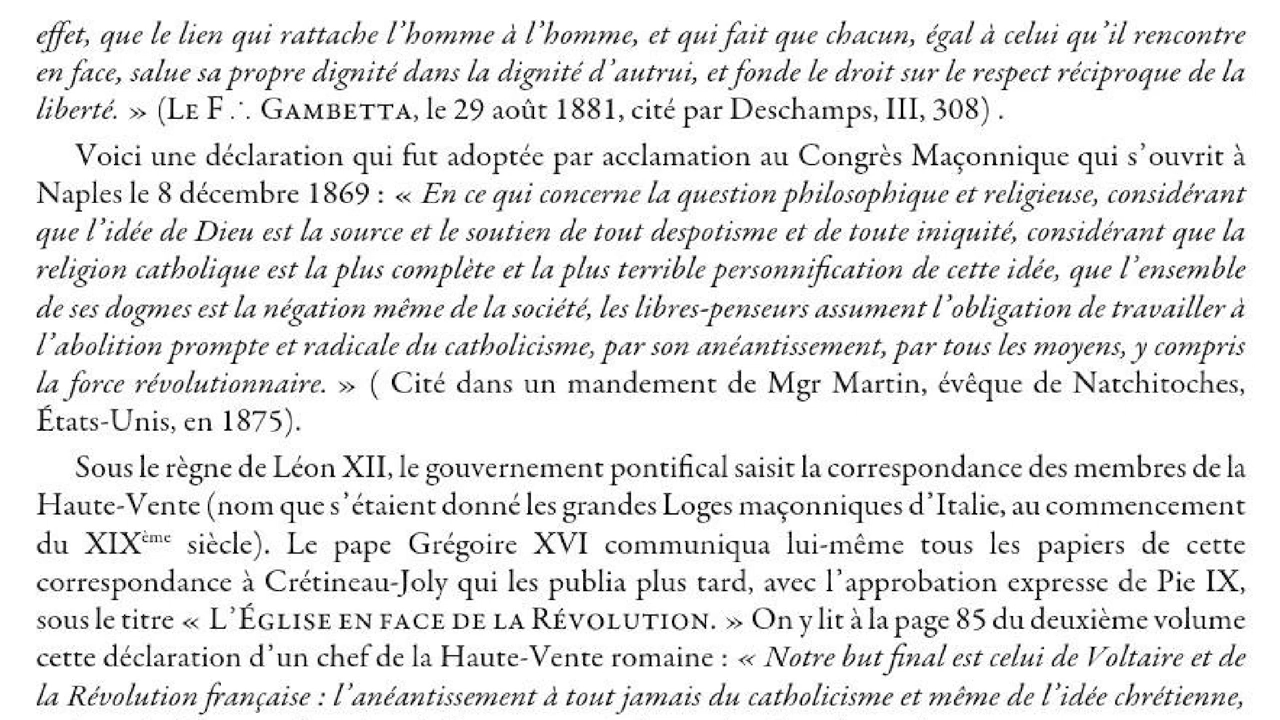 effet, que le lien qui rattache l’homme à l’homme, et qui fait que chacun, égal à celui qu’il rencontre
en face, salue sa propre dignité dans la dignité d’autrui, et fonde le droit sur le respect réciproque de la
liberté. » (LE F∴ GAMBETTA, le 29 août 1881, cité par Deschamps, III, 308) .
Voici une déclaration qui fut adoptée par acclamation au Congrès Maçonnique qui s’ouvrit à
Naples le 8 décembre 1869 : « En ce qui concerne la question philosophique et religieuse, considérant
que l’idée de Dieu est la source et le soutien de tout despotisme et de toute iniquité, considérant que la
religion catholique est la plus complète et la plus terrible personnification de cette idée, que l’ensemble
de ses dogmes est la négation même de la société, les libres-penseurs assument l’obligation de travailler à
l’abolition prompte et radicale du catholicisme, par son anéantissement, par tous les moyens, y compris
la force révolutionnaire. » ( Cité dans un mandement de Mgr Martin, évêque de Natchitoches,
États-Unis, en 1875).
Sous le règne de Léon XII, le gouvernement pontifical saisit la correspondance des membres de la
Haute-Vente (nom que s’étaient donné les grandes Loges maçonniques d’Italie, au commencement
du XIXème siècle). Le pape Grégoire XVI communiqua lui-même tous les papiers de cette
correspondance à Crétineau-Joly qui les publia plus tard, avec l’approbation expresse de Pie IX,
sous le titre « L’ÉGLISE EN FACE DE LA RÉVOLUTION. » On y lit à la page 85 du deuxième volume
cette déclaration d’un chef de la Haute-Vente romaine : « Notre but final est celui de Voltaire et de
la Révolution française : l’anéantissement à tout jamais du catholicisme et même de l’idée chrétienne,